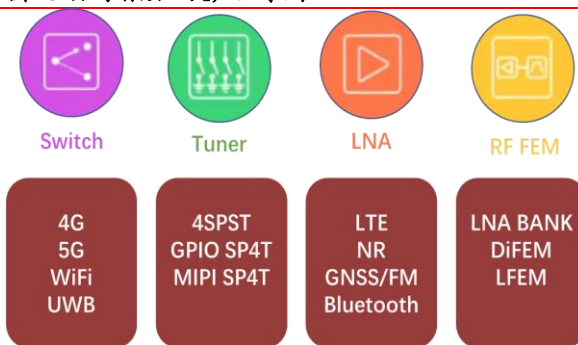 Switch
Tuner
LNA
RF FEM
4G
5G
WiFi
UWB
4SPST
GPIO SP4T
MIPI SP4T
LTE
NR
GNSS/FM
Bluetooth
LNA BANK
DiFEM
LFEM